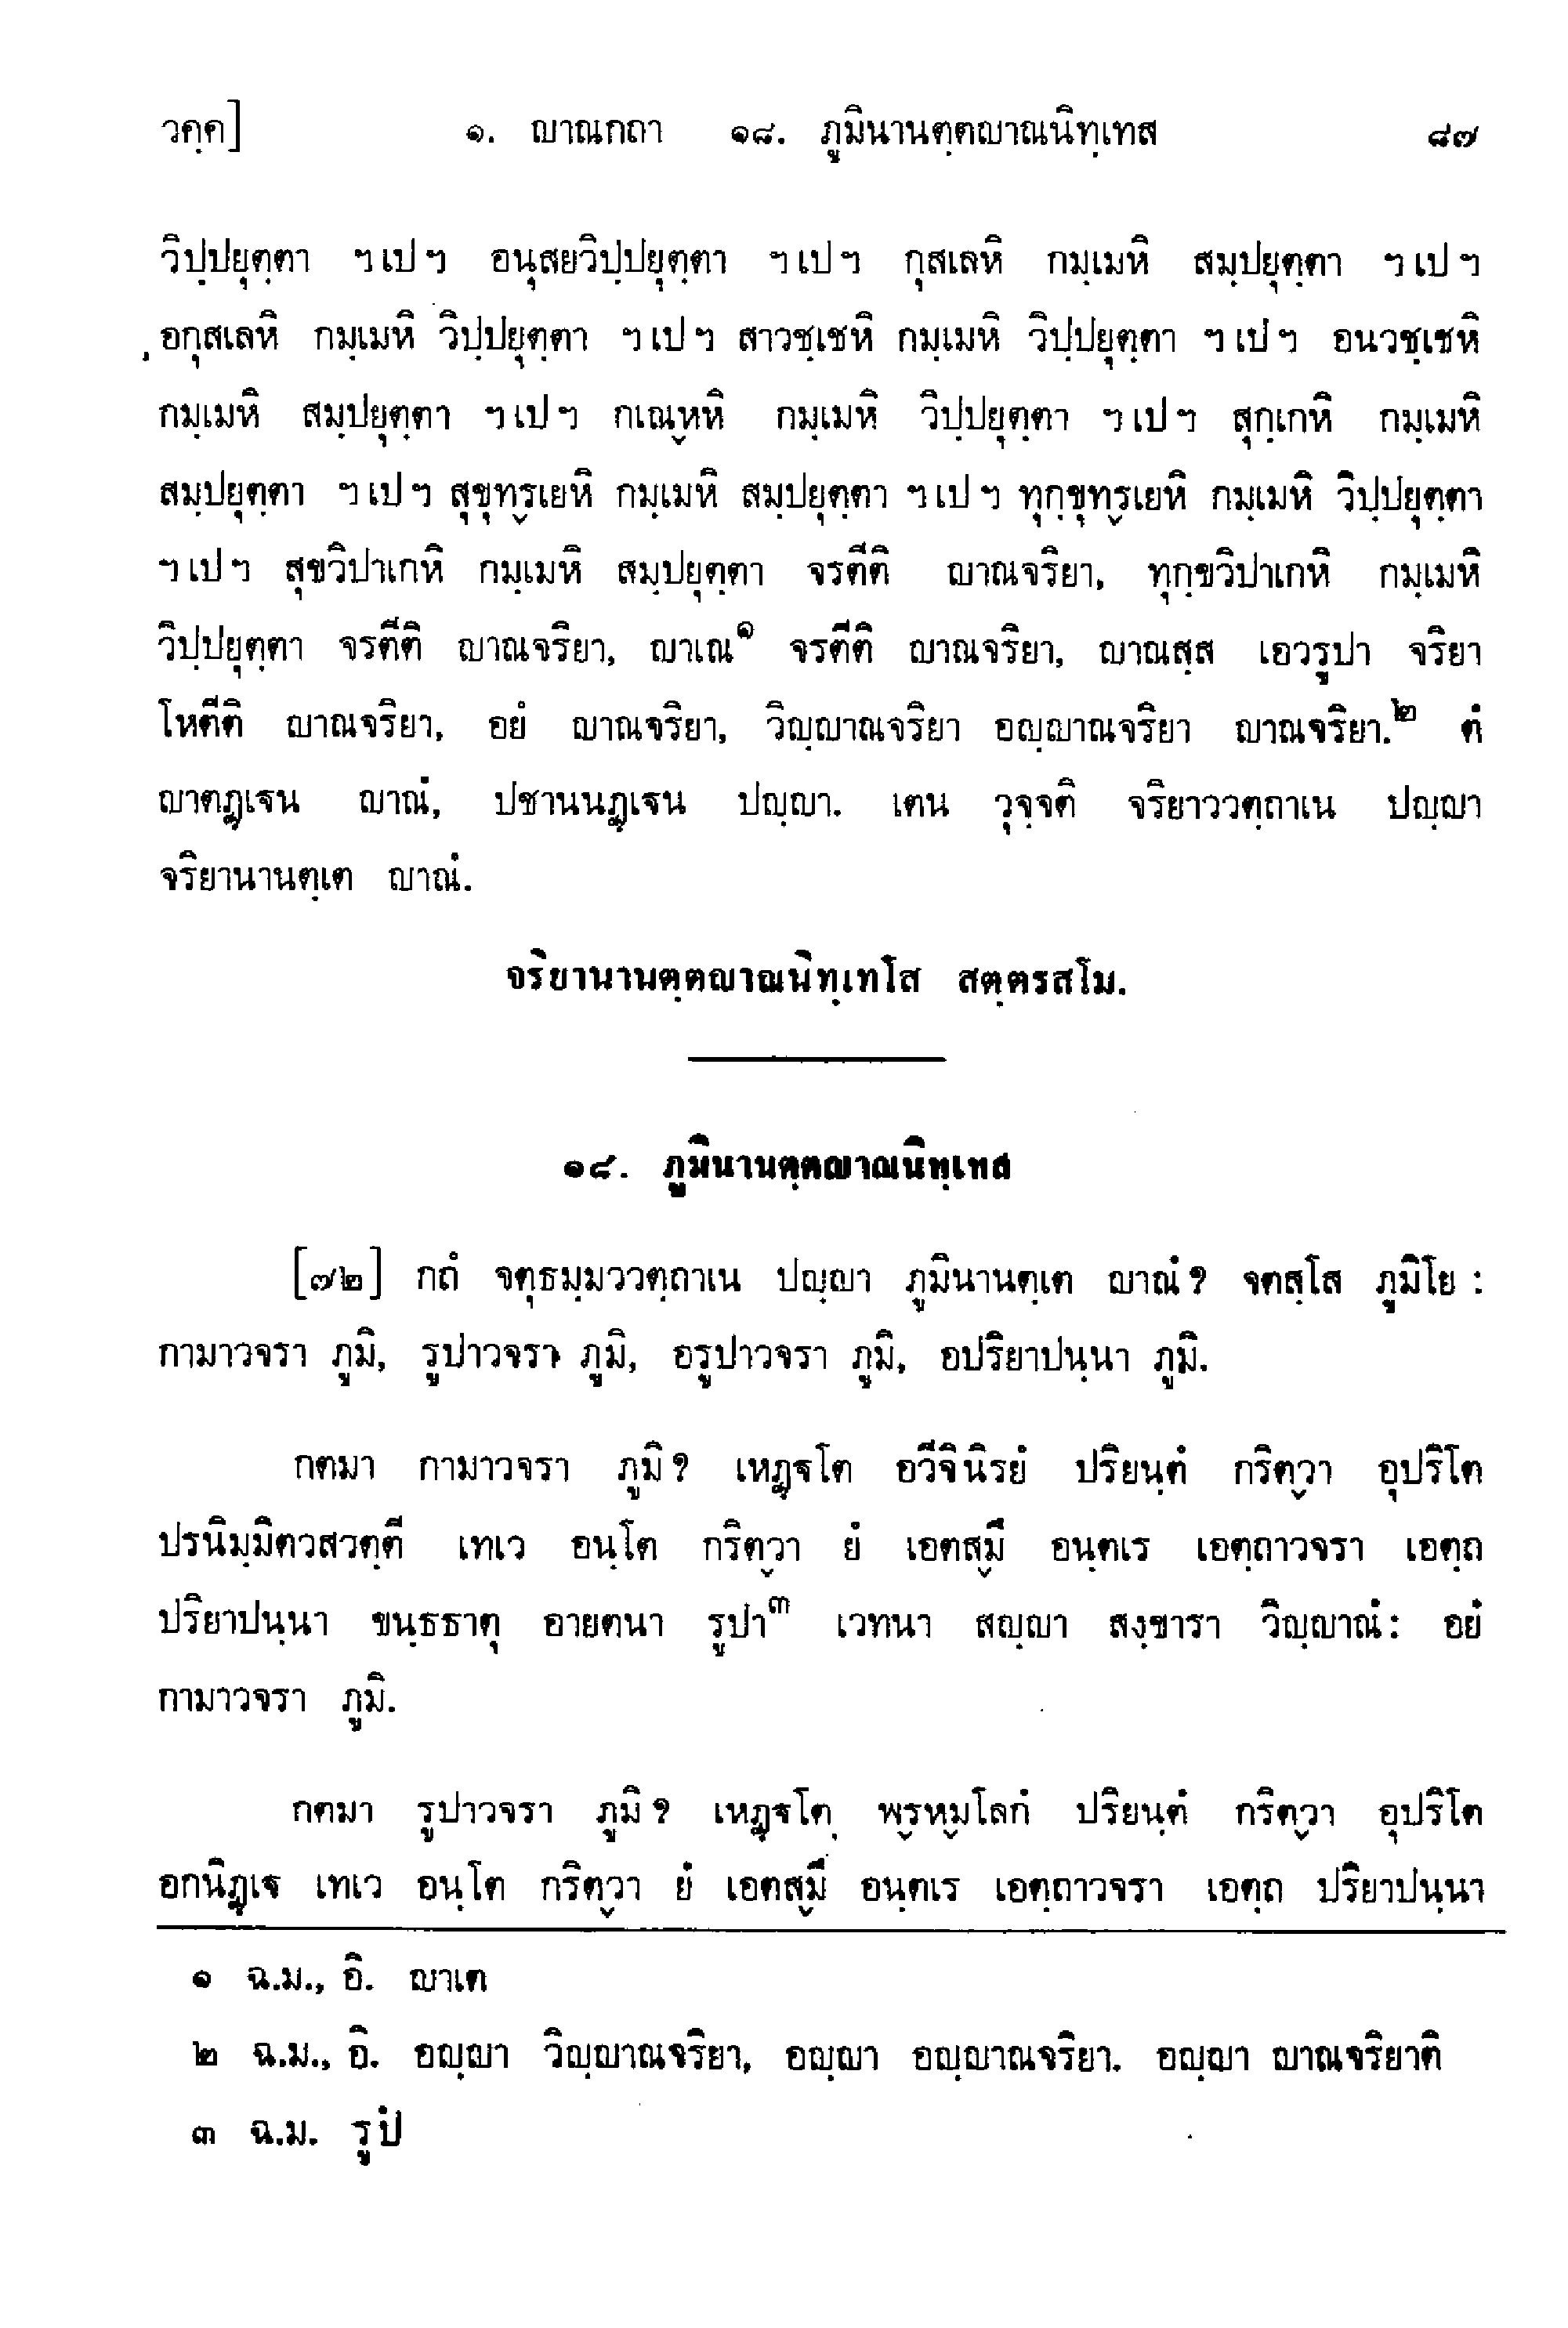 วคฺค]  ๑. ญาณกถา  ๑๘. ภูมินานตฺตญาณนิทฺเทส  ๘๗
วิปฺปยุตฺตา ฯ เป ฯ อนุสยวิปฺปยุตฺตา ฯ เป ฯ กุสเลหิ กมฺเมหิ สมฺปยุตฺตา ฯ เป ฯ
อกุสเลหิ กมฺเมหิ วิปฺปยุตฺตา ฯ เป ฯ สาวชฺเชหิ กมฺเมหิ วิปฺปยุตฺตา ฯ เป ฯ อนวชฺเชหิ
กมฺเมหิ สมฺปยุตฺตา ฯ เป ฯ กเณฺหหิ กมฺเมหิ วิปฺปยุตฺตา ฯ เป ฯ สุกฺเกหิ กมฺเมหิ
สมฺปยุตฺตา ฯ เป ฯ สุขุทฺรเยหิ กมฺเมหิ สมฺปยุตฺตา ฯ เป ฯ ทุกฺขุทฺรเยหิ กมฺเมหิ วิปฺปยุตฺตา
ฯ เป ฯ สุขวิปาเกหิ กมฺเมหิ สมฺปยุตฺตา จรตีติ ญาณจริยา, ทุกฺขวิปาเกหิ กมฺเมหิ
วิปฺปยุตฺตา จรตีติ ญาณจริยา, ญาเณ๑ จรตีติ ญาณจริยา, ญาณสฺส เอวรูปา จริยา
โหตีติ ญาณจริยา, อยํ ญาณจริยา, วิญฺญาณจริยา อญฺญาณจริยา ญาณจริยา.๒ ตํ
ญาตฏฺเฐน ญาณํ, ปชานนฏฺเฐน ปญฺญา. เตน วุจฺจติ จริยาววตฺถาเน ปญฺญา
จริยานานตฺเต ญาณํ.
จริยานานตฺตญาณนิทฺเทโส สตฺตรสโม.
๑๘. ภูมินานตฺตญาณนิทฺเทส
[๗๒] กถํ จตุธมฺมววตฺถาเน ปญฺญา ภูมินานตฺเต ญาณํ? จตสฺโส ภูมิโย :
กามาวจรา ภูมิ, รูปาวจรา ภูมิ, อรูปาวจรา ภูมิ, อปริยาปนฺนา ภูมิ.
กตมา กามาวจรา ภูมิ? เหฏฺฐโต อวีจินิรยํ ปริยนฺตํ กริตฺวา อุปริโต
ปรนิมฺมิตวสวตฺตี เทเว อนฺโต กริตฺวา ยํ เอตสฺมึ อนฺตเร เอตฺถาวจรา เอตฺถ
ปริยาปนฺนา ขนฺธธาตุ อายตนา รูปา๓ เวทนา สญฺญา สงฺขารา วิญฺญาณํ: อยํ
กามาวจรา ภูมิ.
กตมา รูปาวจรา ภูมิ? เหฏฺฐโต พฺรหฺมโลกํ ปริยนฺตํ กริตฺวา อุปริโต
อกนิฏฺเฐ เทเว อนฺโต กริตฺวา ยํ เอตสฺมึ อนฺตเร เอตฺถาวจรา เอตฺถ ปริยาปนฺนา
๑ ฉ.ม., อิ. ญาเต
๒ ฉ.ม., อิ. อญฺญา วิญฺญาณจริยา, อญฺญา อญฺญาณจริยา. อญฺญา ญาณจริยาติ
๓ ฉ.ม. รูปํ